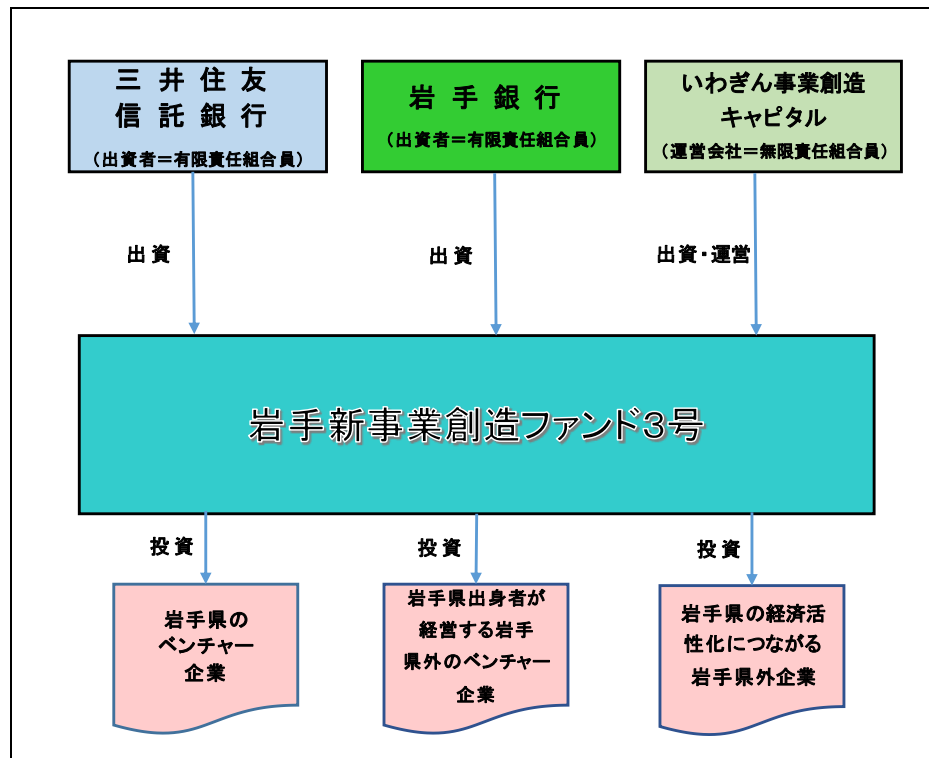 三井住友
信託銀行
（出資者＝有限責任組合員）
岩手銀行
（出資者＝有限責任組合員）
いわぎん事業創造
キャピタル
（運営会社＝無限責任組合員）
出資
出資
出資・運営
岩手新事業創造ファンド３号
投資
投資
投資
岩手県の
ベンチャー
企業
岩手県出身者が
経営する岩手
県外のベンチャー
企業
岩手県の経済活
性化につながる
岩手県外企業